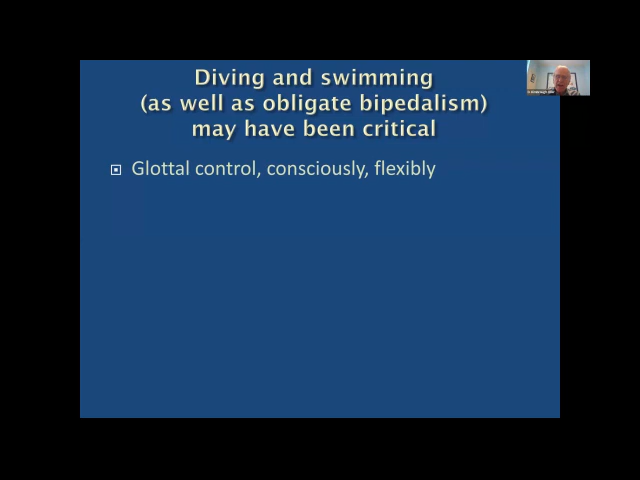 Diving and swimming
(as well as obligate bipedalism)
may have been critical
Glottal control, consciously, flexibly